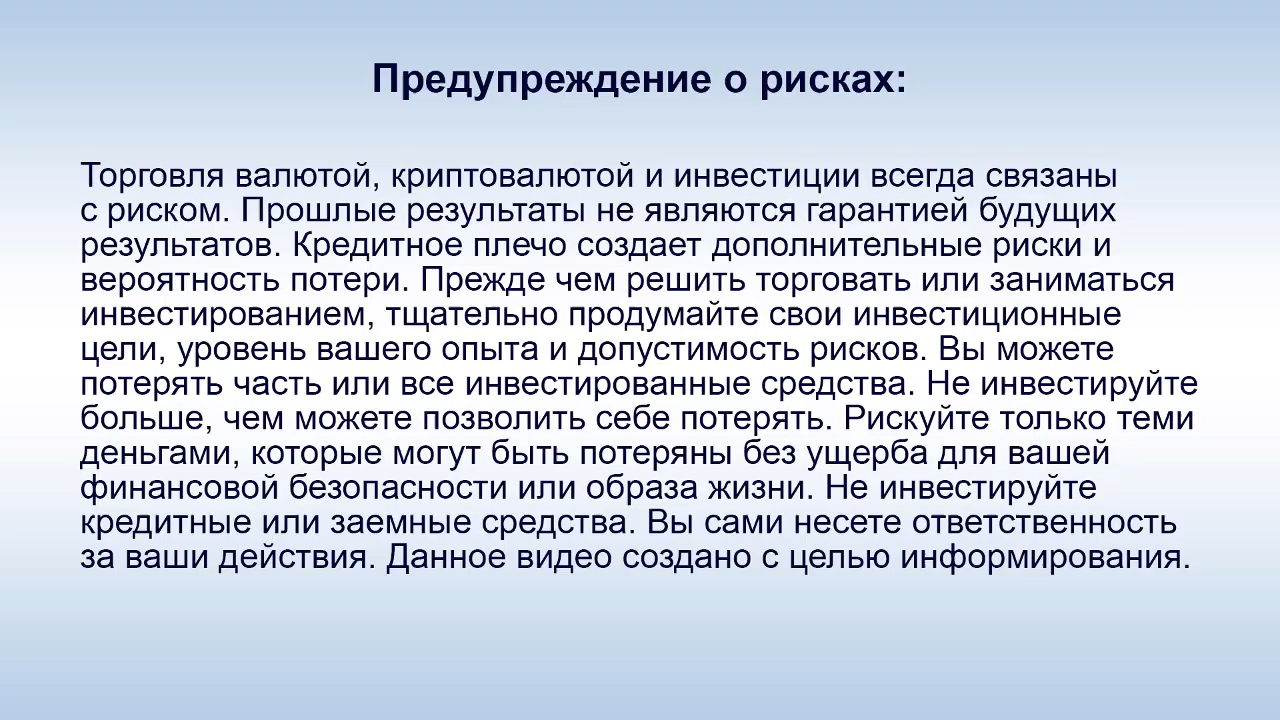 Предупреждение о рисках:
Торговля валютой, криптовалютой и инвестиции всегда связаны
с риском. Прошлые результаты не являются гарантией будущих
результатов. Кредитное плечо создает дополнительные риски и
вероятность потери. Прежде чем решить торговать или заниматься
инвестированием, тщательно продумайте свои инвестиционные
цели, уровень вашего опыта и допустимость рисков. Вы можете
потерять часть или все инвестированные средства. Не инвестируйте
больше, чем можете позволить себе потерять. Рискуйте только теми
деньгами, которые могут быть потеряны без ущерба для вашей
финансовой безопасности или образа жизни. Не инвестируйте
кредитные или заемные средства. Вы сами несете ответственность
за ваши действия. Данное видео создано с целью информирования.